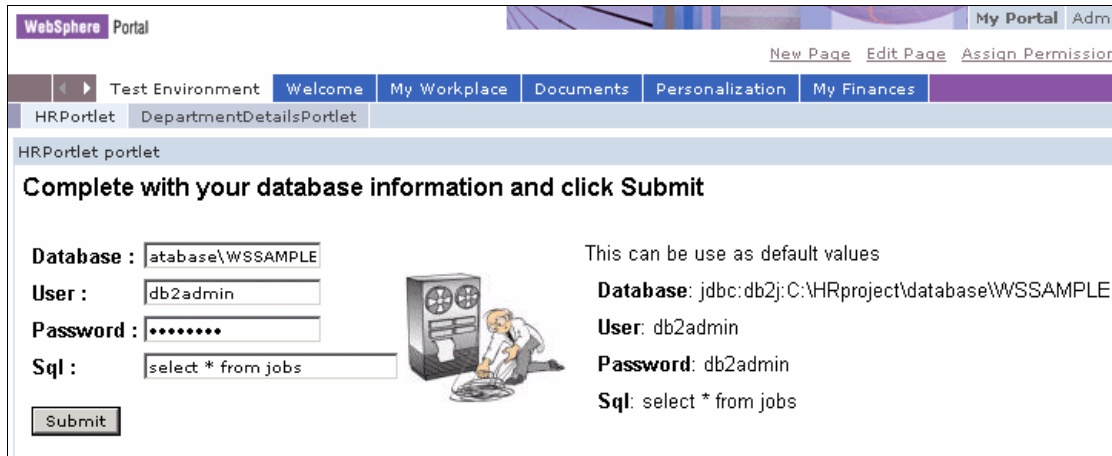 WebSphere Portal
My Portal Adm
New Page Edit Page Assign Permission
Test Environment Welcome My Workplace Documents Personalization My Finances
HRPortlet DepartmentDetailsPortlet
HRPortlet portlet
Complete with your database information and click Submit
Database : atabase\WSSAMPLE
User : db2admin
Password : ••••••••
Sql : select * from jobs
Submit
This can be use as default values
Database: jdbc:db2j:C:\HRproject\database\WSSAMPLE
User: db2admin
Password: db2admin
Sql: select * from jobs